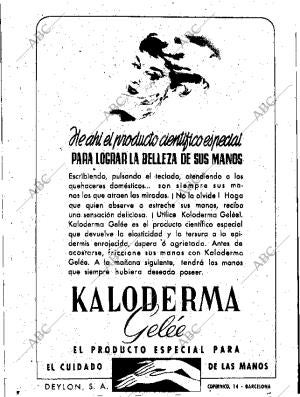 He ahí el producto científico especial
PARA LOGRAR LA BELLEZA DE SUS MANOS
Escribiendo, pulsando el teclado, atendiendo a los
quehaceres domésticos... son siempre sus ma-
nos las que atraen las miradas. ¡No lo olvide! Haga
que quien observe o estreche sus manos, reciba
una sensación deliciosa. ¡Utilice Kaloderma Gelée!.
Kaloderma Gelée es el producto científico especial
que devuelve la elasticidad y la tersura a la epi-
dermis enrojecida, áspera o agrietada. Antes de
acostarse, friccione sus manos con Kaloderma
Gelée. A la mañana siguiente, tendrá las manos
que siempre hubiera deseado poseer.
KALODERMA
Gelée
EL PRODUCTO ESPECIAL PARA
EL CUIDADO DE LAS MANOS
DEYLON, S. A. COPERNICO, 14 - BARCELONA